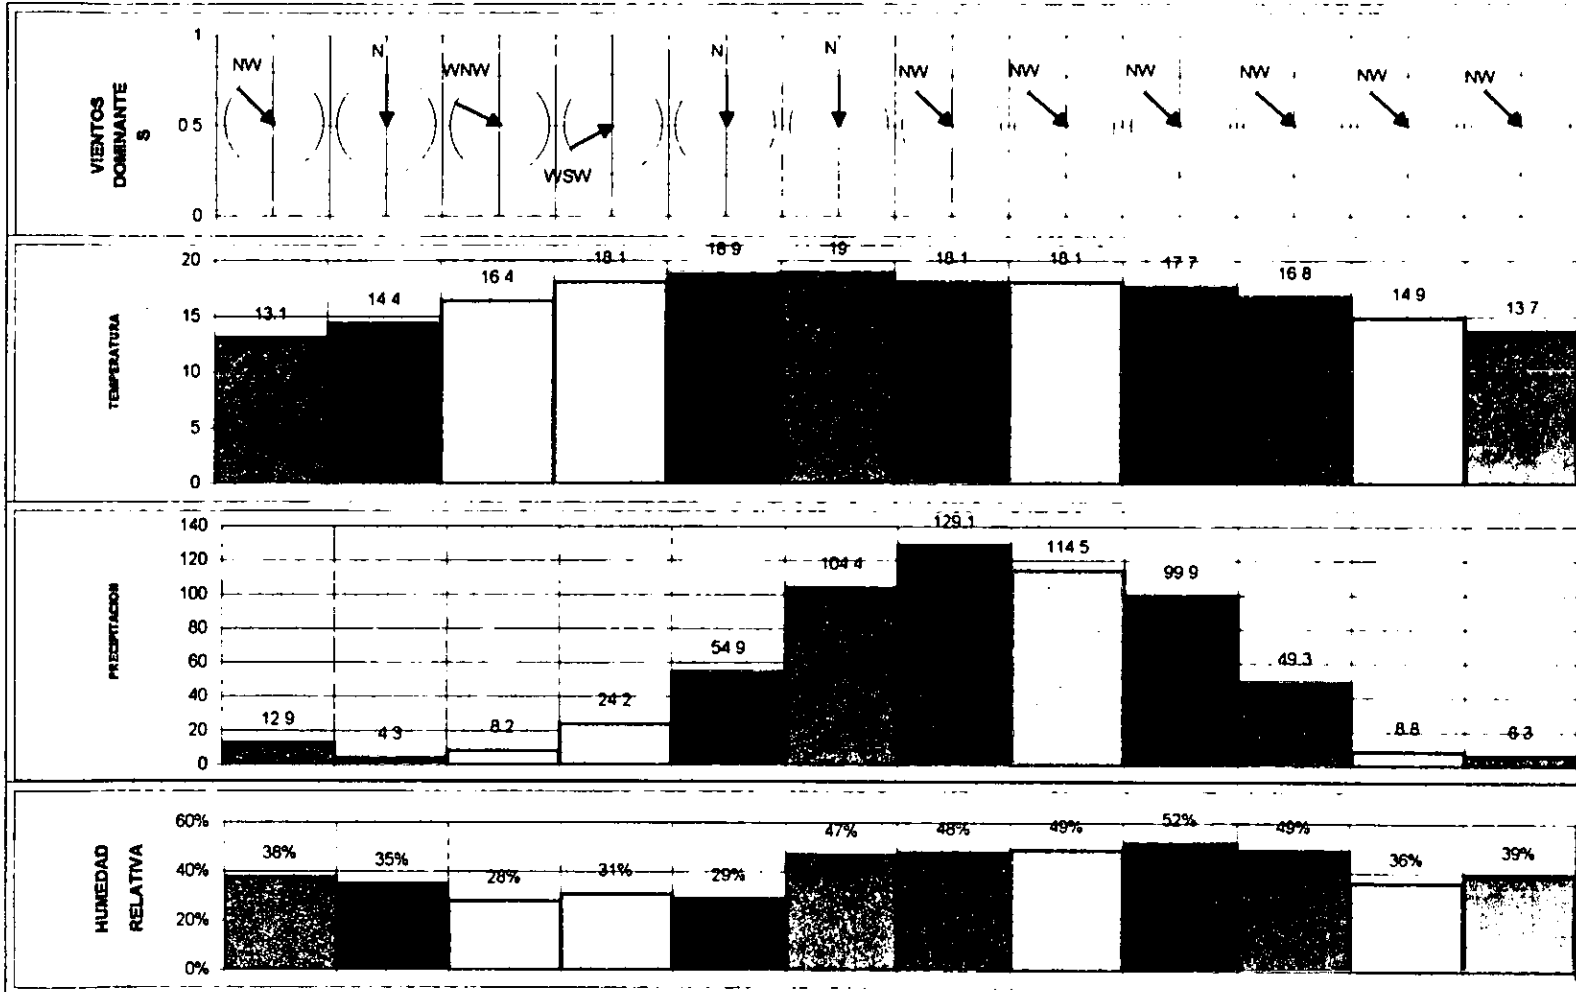 VIENTOS
DOMINANTE
S
1
0 5
0
NW
N
WNW
WSW
N
N
NW
NW
NW
NW
NW
NW
TEMPERATURA
20
15
10
5
0
13.1
14 4
16 4
18.1
18 9
19
18.1
18.1
17 7
16 8
14 9
13 7
PRECIPITACION
140
120
100
80
60
40
20
0
12 9
4 3
8.2
24 2
54 9
104 4
129.1
114 5
99 9
49.3
8.8
6 3
HUMEDAD
RELATIVA
60%
40%
20%
0%
38%
35%
28%
31%
29%
47%
48%
49%
52%
49%
36%
39%